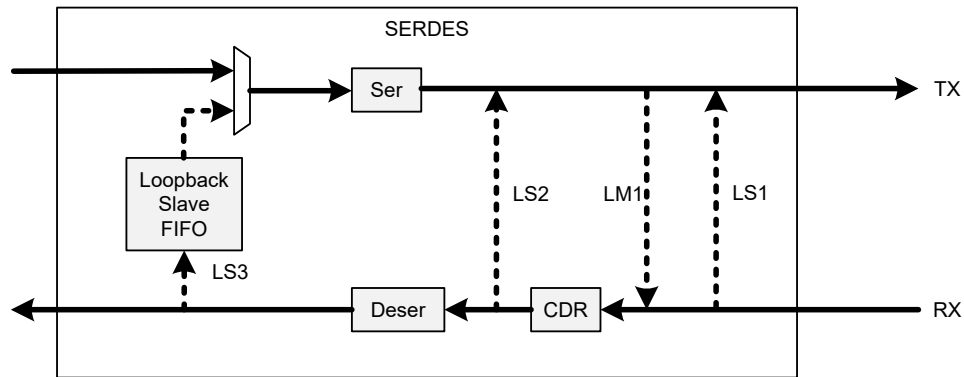 SERDES
Ser
TX
Loopback
Slave
FIFO
LS2
LM1
LS1
LS3
Deser
CDR
RX